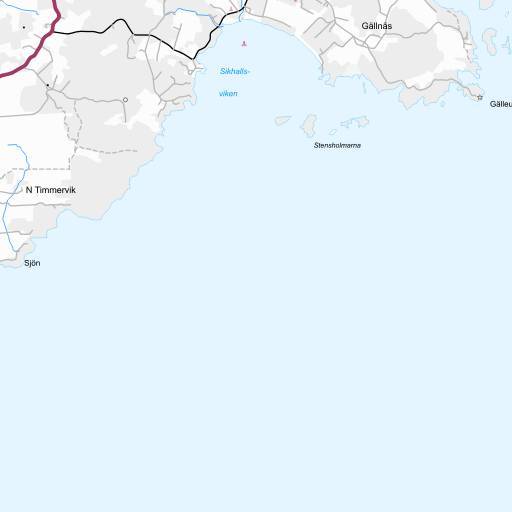 Gällnäs
Sikhalls-
viken
Gälleu
Stensholmarna
N Timmervik
Sjön